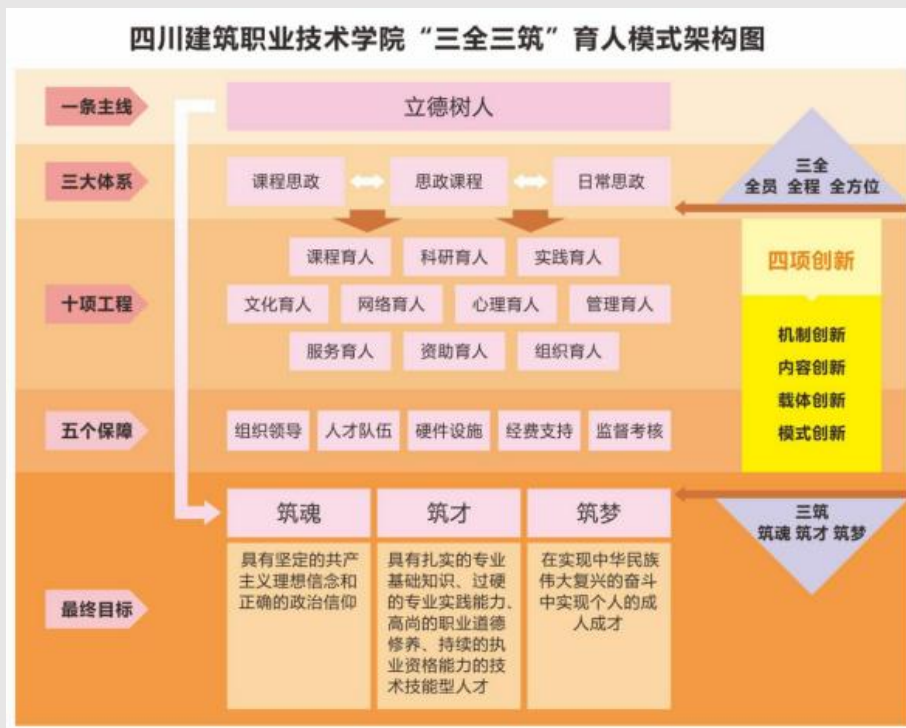 四川建筑职业技术学院“三全三筑”育人模式架构图
一条主线
立德树人
三大体系
课程思政
思政课程
日常思政
三全
全员 全程 全方位
十项工程
课程育人
科研育人
实践育人
文化育人
网络育人
心理育人
管理育人
服务育人
资助育人
组织育人
四项创新
机制创新
内容创新
载体创新
模式创新
五个保障
组织领导
人才队伍
硬件设施
经费支持
监督考核
最终目标
筑魂
具有坚定的共产
主义理想信念和
正确的政治信仰
筑才
具有扎实的专业
基础知识、过硬
的专业实践能力、
高尚的职业道德
修养、持续的执
业资格能力的技
术技能型人才
筑梦
在实现中华民族
伟大复兴的奋斗
中实现个人的成
人成才
三筑
筑魂 筑才 筑梦